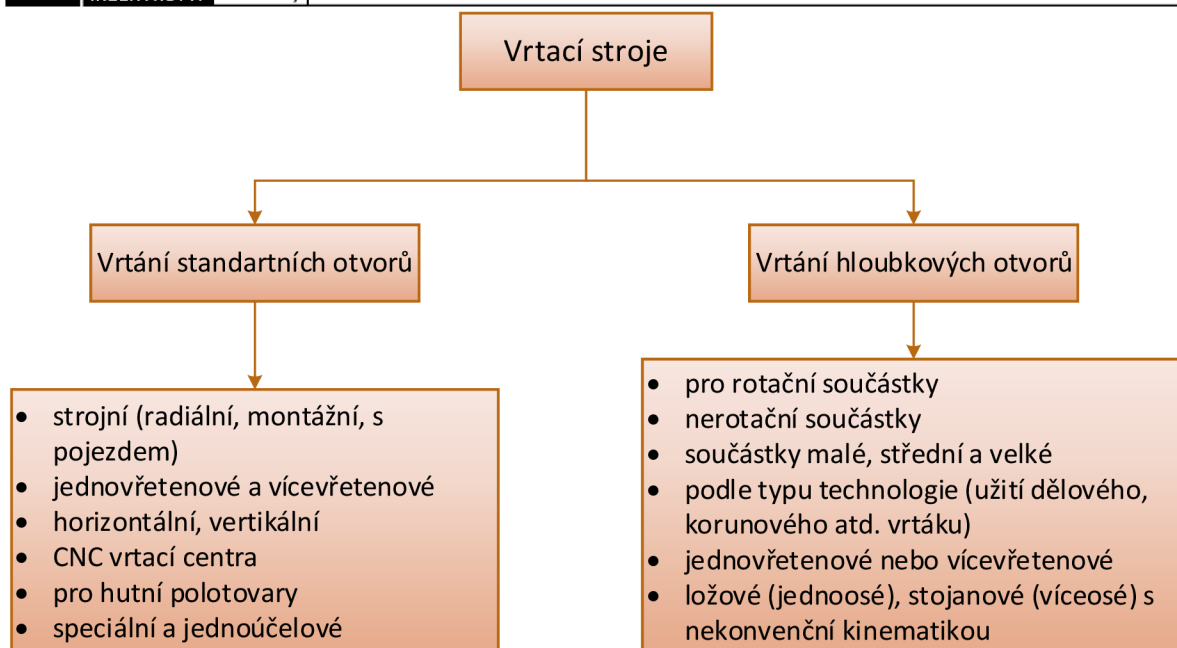 Vrtací stroje
Vrtání standartních otvorů
Vrtání hloubkových otvorů
• strojní (radiální, montážní, s
pojezdem)
• jednovřetenové a vícevřetenové
• horizontální, vertikální
• CNC vrtací centra
• pro hutní polotovary
• speciální a jednoúčelové
• pro rotační součástky
• nerotační součástky
• součástky malé, střední a velké
• podle typu technologie (užití dělového,
korunového atd. vrtáku)
• jednovřetenové nebo vícevřetenové
• ložové (jednoosé), stojanové (víceosé) s
nekonvenční kinematikou